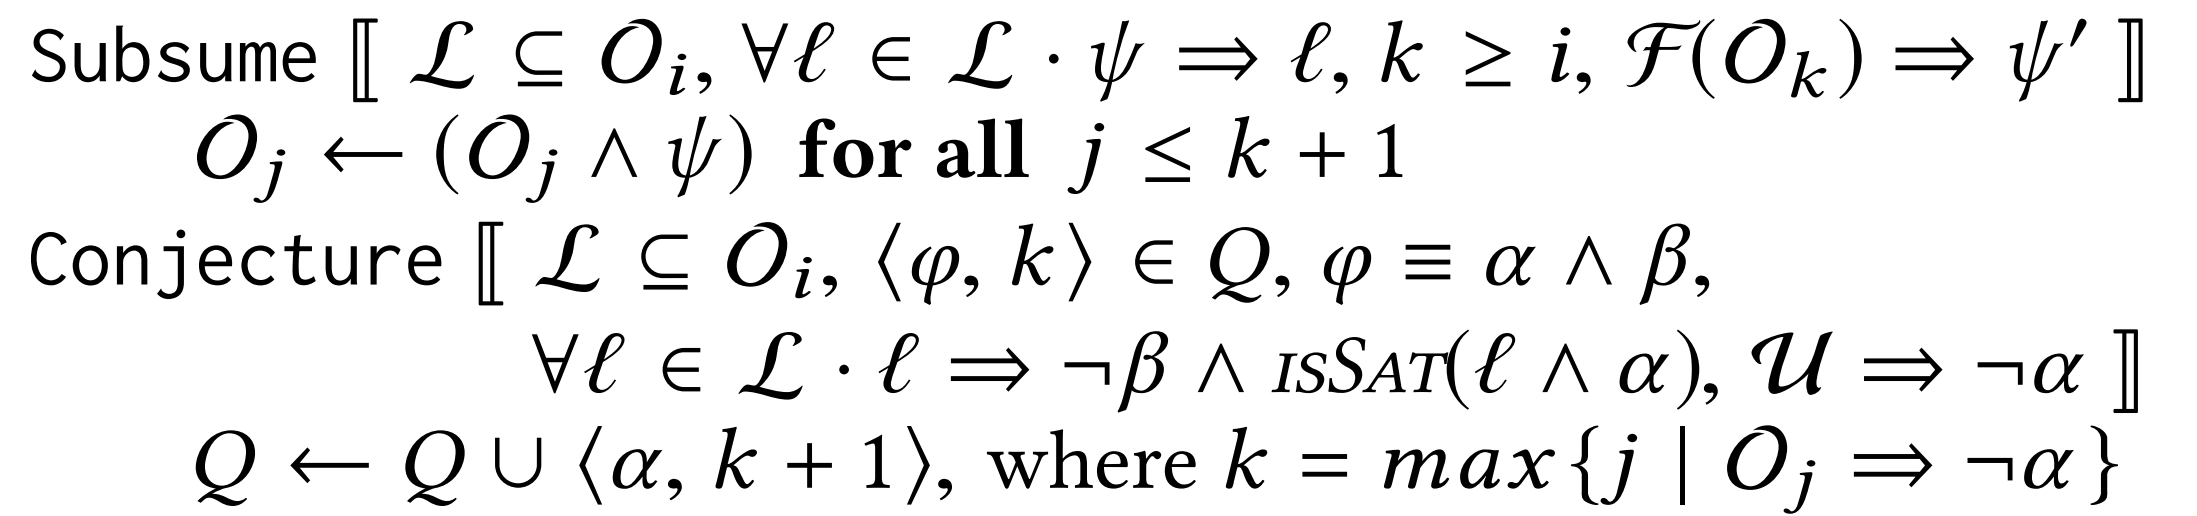 Subsume ⟦ 𝓛 ⊆ 𝒪ᵢ, ∀ℓ ∈ 𝓛 · ψ ⇒ ℓ, k ≥ i, ℱ(𝒪ₖ) ⇒ ψ′ ⟧
𝒪ⱼ ← (𝒪ⱼ ∧ ψ) for all j ≤ k + 1
Conjecture ⟦ 𝓛 ⊆ 𝒪ᵢ, ⟨φ, k⟩ ∈ Q, φ ≡ α ∧ β,
∀ℓ ∈ 𝓛 · ℓ ⇒ ¬β ∧ ISSAT(ℓ ∧ α), 𝒰 ⇒ ¬α ⟧
Q ← Q ∪ ⟨α, k + 1⟩, where k = max{j | 𝒪ⱼ ⇒ ¬α}